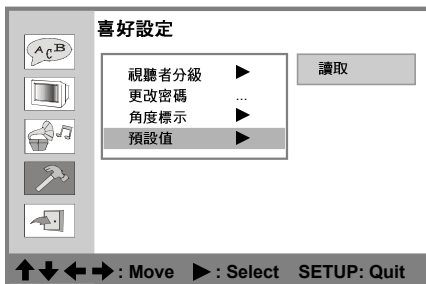 喜好設定
ACB
視聽者分級 ▶
讀取
更改密碼 ...
角度標示 ▶
預設值 ▶
↑↓←→: Move ▶: Select SETUP: Quit